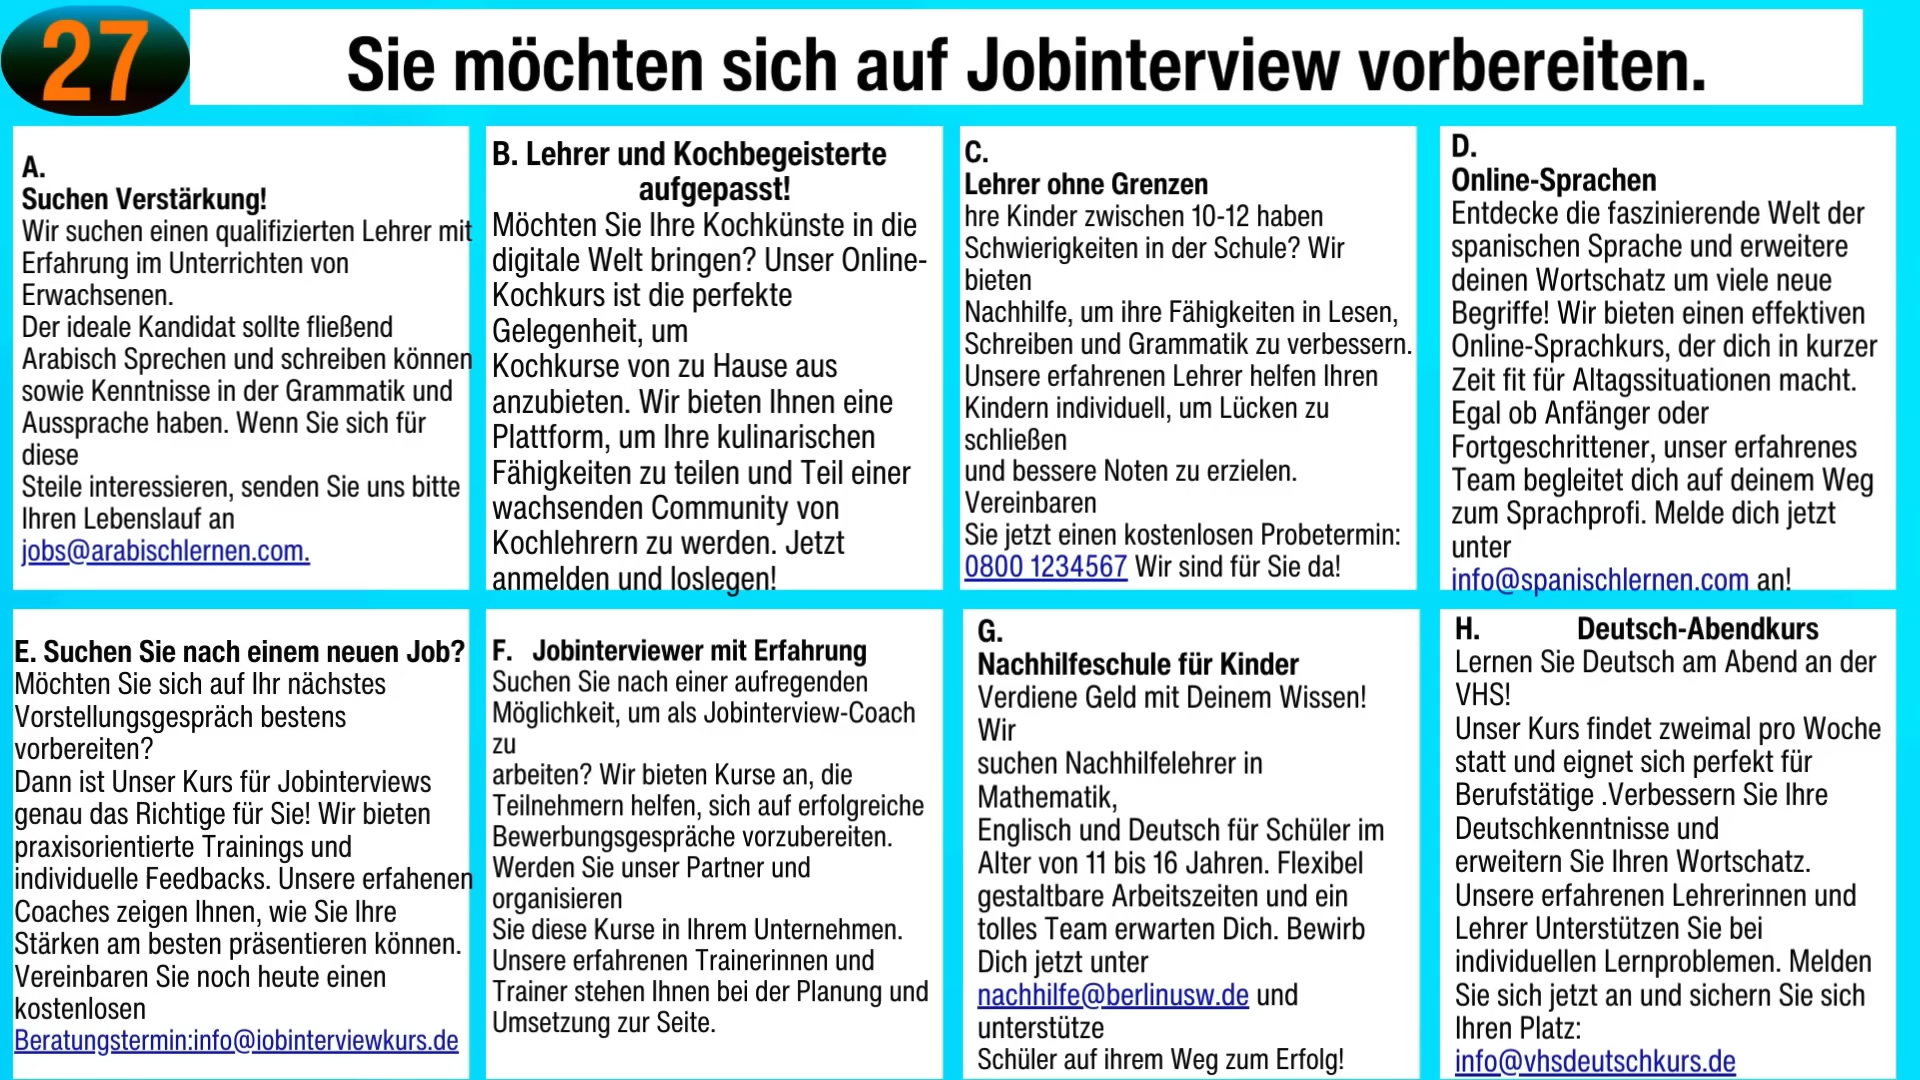 27
Sie möchten sich auf Jobinterview vorbereiten.
A.
Suchen Verstärkung!
Wir suchen einen qualifizierten Lehrer mit
Erfahrung im Unterrichten von
Erwachsenen.
Der ideale Kandidat sollte fließend
Arabisch Sprechen und schreiben können
sowie Kenntnisse in der Grammatik und
Aussprache haben. Wenn Sie sich für
diese
Steile interessieren, senden Sie uns bitte
Ihren Lebenslauf an
jobs@arabischlernen.com.
B. Lehrer und Kochbegeisterte
aufgepasst!
Möchten Sie Ihre Kochkünste in die
digitale Welt bringen? Unser Online-
Kochkurs ist die perfekte
Gelegenheit, um
Kochkurse von zu Hause aus
anzubieten. Wir bieten Ihnen eine
Plattform, um Ihre kulinarischen
Fähigkeiten zu teilen und Teil einer
wachsenden Community von
Kochlehrern zu werden. Jetzt
anmelden und loslegen!
C.
Lehrer ohne Grenzen
hre Kinder zwischen 10-12 haben
Schwierigkeiten in der Schule? Wir
bieten
Nachhilfe, um ihre Fähigkeiten in Lesen,
Schreiben und Grammatik zu verbessern.
Unsere erfahrenen Lehrer helfen Ihren
Kindern individuell, um Lücken zu
schließen
und bessere Noten zu erzielen.
Vereinbaren
Sie jetzt einen kostenlosen Probetermin:
0800 1234567 Wir sind für Sie da!
D.
Online-Sprachen
Entdecke die faszinierende Welt der
spanischen Sprache und erweitere
deinen Wortschatz um viele neue
Begriffe! Wir bieten einen effektiven
Online-Sprachkurs, der dich in kurzer
Zeit fit für Altagssituationen macht.
Egal ob Anfänger oder
Fortgeschrittener, unser erfahrenes
Team begleitet dich auf deinem Weg
zum Sprachprofi. Melde dich jetzt
unter
info@spanischlernen.com an!
E. Suchen Sie nach einem neuen Job?
Möchten Sie sich auf Ihr nächstes
Vorstellungsgespräch bestens
vorbereiten?
Dann ist Unser Kurs für Jobinterviews
genau das Richtige für Sie! Wir bieten
praxisorientierte Trainings und
individuelle Feedbacks. Unsere erfahenen
Coaches zeigen Ihnen, wie Sie Ihre
Stärken am besten präsentieren können.
Vereinbaren Sie noch heute einen
kostenlosen
Beratungstermin:info@iobinterviewkurs.de
F. Jobinterviewer mit Erfahrung
Suchen Sie nach einer aufregenden
Möglichkeit, um als Jobinterview-Coach
zu
arbeiten? Wir bieten Kurse an, die
Teilnehmern helfen, sich auf erfolgreiche
Bewerbungsgespräche vorzubereiten.
Werden Sie unser Partner und
organisieren
Sie diese Kurse in Ihrem Unternehmen.
Unsere erfahrenen Trainerinnen und
Trainer stehen Ihnen bei der Planung und
Umsetzung zur Seite.
G.
Nachhilfeschule für Kinder
Verdiene Geld mit Deinem Wissen!
Wir
suchen Nachhilfelehrer in
Mathematik,
Englisch und Deutsch für Schüler im
Alter von 11 bis 16 Jahren. Flexibel
gestaltbare Arbeitszeiten und ein
tolles Team erwarten Dich. Bewirb
Dich jetzt unter
nachhilfe@berlinusw.de und
unterstütze
Schüler auf ihrem Weg zum Erfolg!
H. Deutsch-Abendkurs
Lernen Sie Deutsch am Abend an der
VHS!
Unser Kurs findet zweimal pro Woche
statt und eignet sich perfekt für
Berufstätige .Verbessern Sie Ihre
Deutschkenntnisse und
erweitern Sie Ihren Wortschatz.
Unsere erfahrenen Lehrerinnen und
Lehrer Unterstützen Sie bei
individuellen Lernproblemen. Melden
Sie sich jetzt an und sichern Sie sich
Ihren Platz:
info@vhsdeutschkurs.de